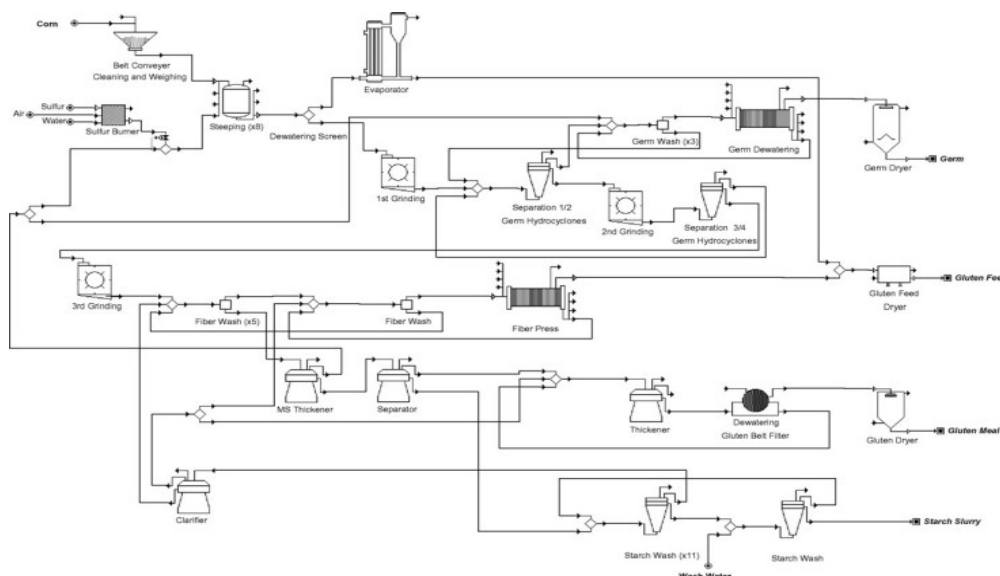 Corn
Belt Conveyer
Cleaning and Weighing
Evaporator
Sulfur
Air
Water
Sulfur Burner
Steeping (x8)
Dewatering Screen
Germ Wash (x3)
Germ Dewatering
Germ Dryer
Germ
1st Grinding
Separation 1/2
Germ Hydrocyclones
2nd Grinding
Separation 3/4
Germ Hydrocyclones
3rd Grinding
Fiber Wash (x5)
Fiber Wash
Fiber Press
Gluten Feed
Dryer
Gluten Fee
MS Thickener
Separator
Thickener
Dewatering
Gluten Belt Filter
Gluten Dryer
Gluten Meal
Clarifier
Starch Wash (x11)
Starch Wash
Starch Slurry
Wash Water